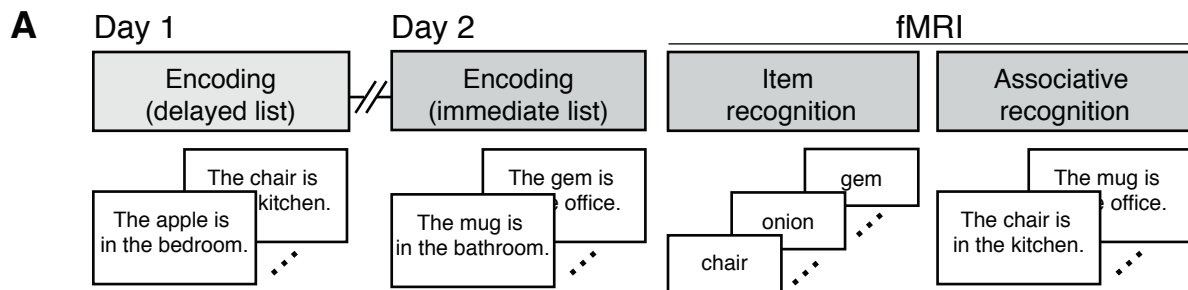 A
Day 1
Day 2
fMRI
Encoding
(delayed list)
Encoding
(immediate list)
Item
recognition
Associative
recognition
The chair is
kitchen.
The apple is
in the bedroom.
The gem is
office.
The mug is
in the bathroom.
gem
onion
chair
The mug is
office.
The chair is
in the kitchen.